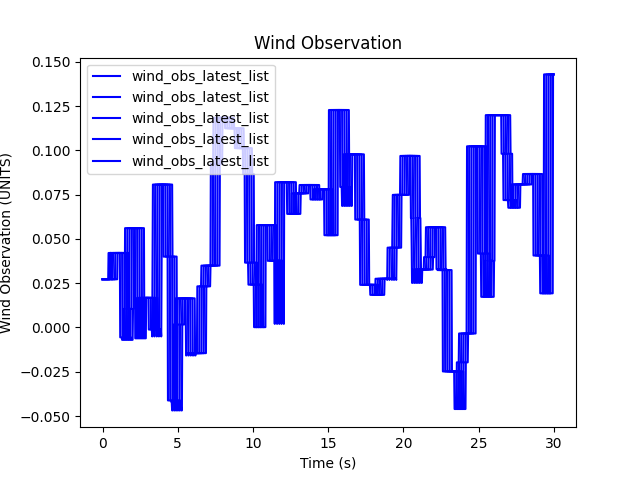 Wind Observation
wind_obs_latest_list
wind_obs_latest_list
wind_obs_latest_list
wind_obs_latest_list
wind_obs_latest_list
Wind Observation (UNITS)
0.150
0.125
0.100
0.075
0.050
0.025
0.000
−0.025
−0.050
0 5 10 15 20 25 30
Time (s)